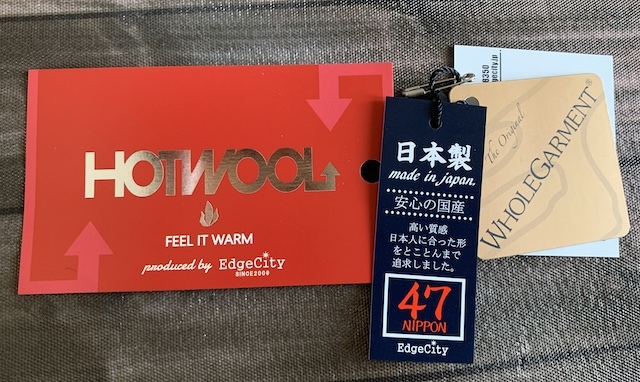 HOTWOOL
FEEL IT WARM
produced by EdgeCity
SINCE2009
日本製
made in japan.
安心の国産
高い質感
日本人に合った形
をとことんまで
追求しました。
47
NIPPON
EdgeCity
The Original
WHOLEGARMENT®